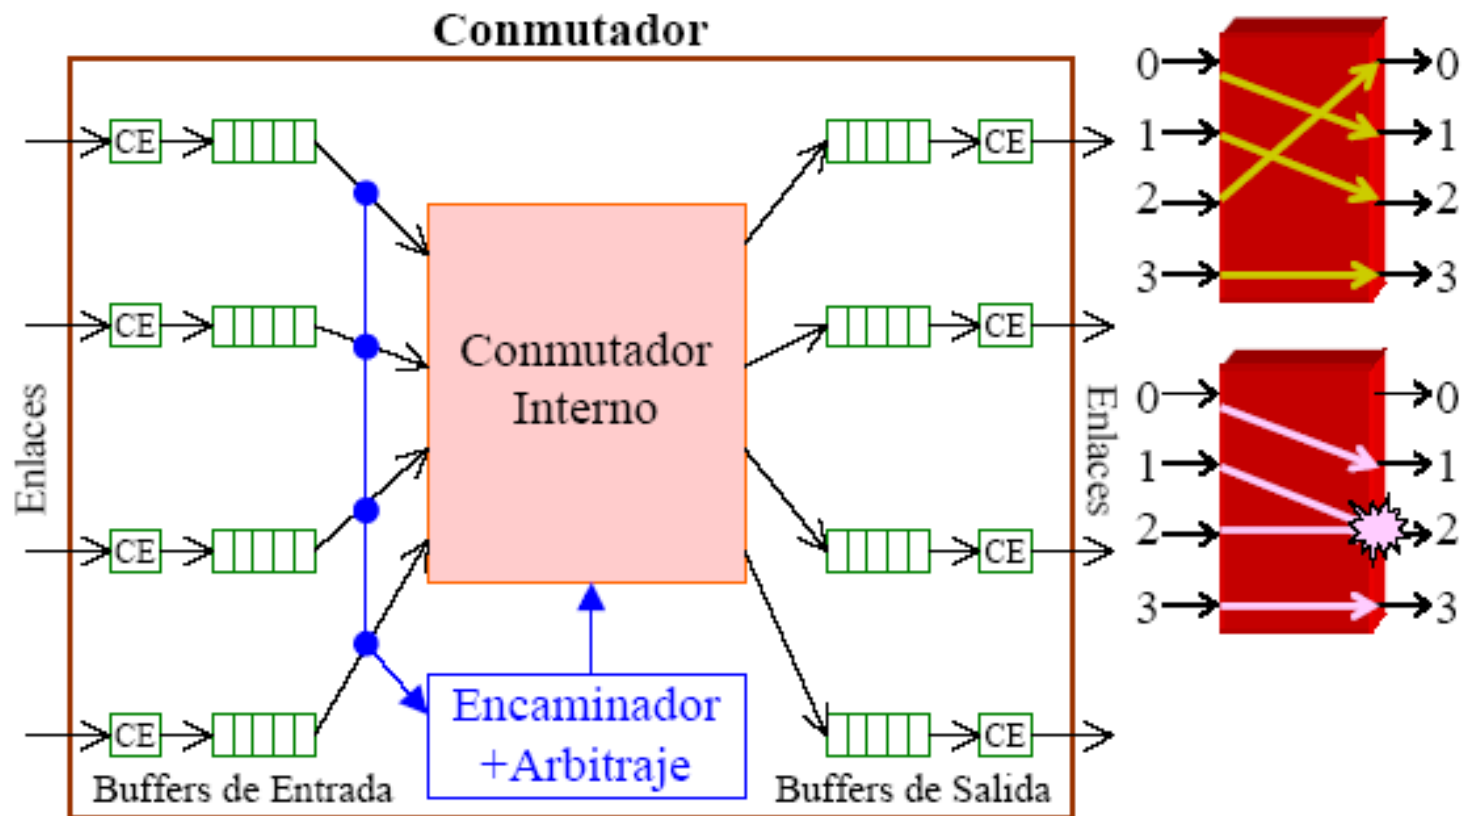 Conmutador
CE
CE
CE
CE
CE
CE
CE
CE
Enlaces
Conmutador
Interno
Encaminador
+Arbitraje
Enlaces
Buffers de Entrada
Buffers de Salida
0 0
1 1
2 2
3 3
0 0
1 1
2 2
3 3